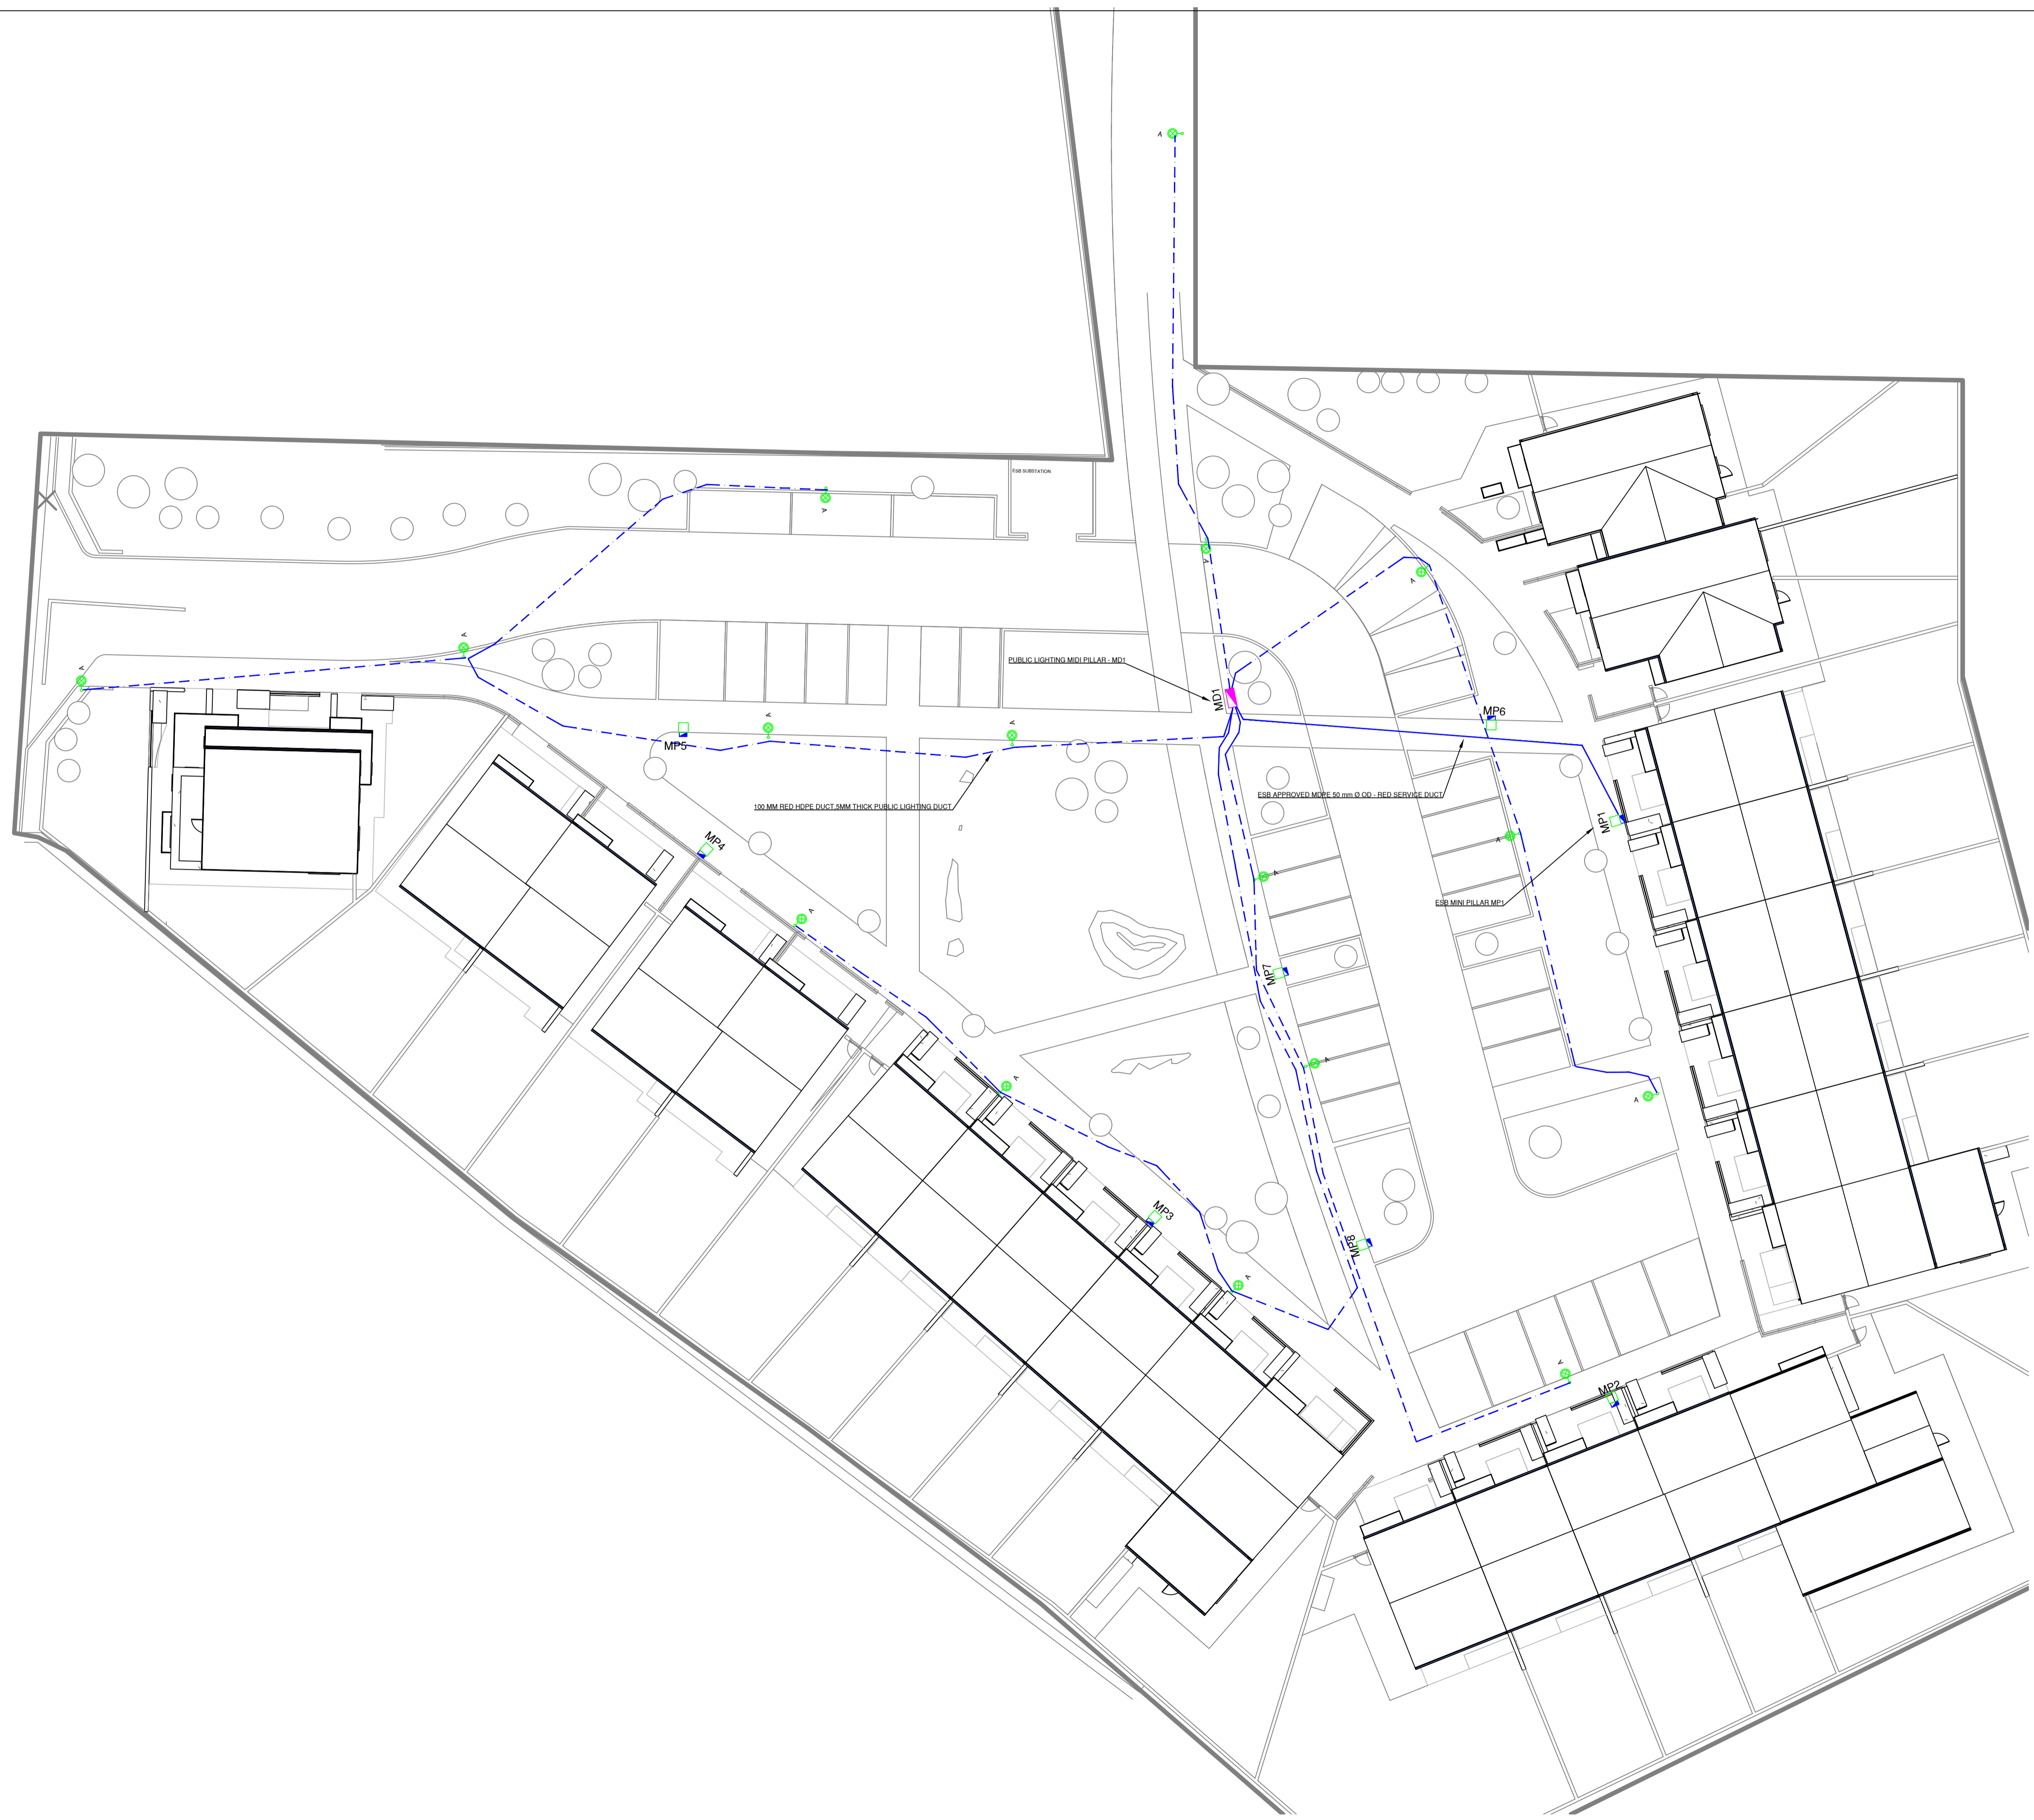 A
ESB SUBSTATION
A
A
A
A
A
PUBLIC LIGHTING MIDI PILLAR - MD1
MD1
MP6
A
A
MP5
100 MM RED HDPE DUCT,5MM THICK PUBLIC LIGHTING DUCT
ESB APPROVED MDPE 50 mm Ø OD - RED SERVICE DUCT
MP1
MP4
A
A
ESB MINI PILLAR MP1
A
MP7
A
A
A
MP3
MP8
A
A
MP2